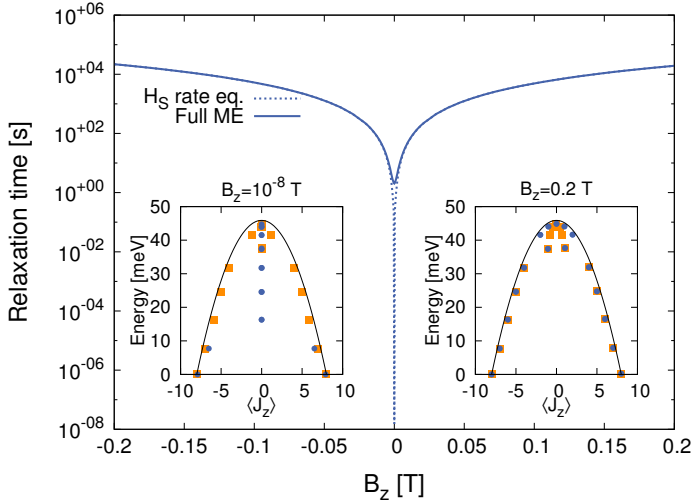 10^{+06}
10^{+04}
10^{+02}
10^{+00}
10^{-02}
10^{-04}
10^{-06}
10^{-08}
Relaxation time [s]
H_S rate eq.
Full ME
B_z=10^{-8} T
50
40
30
20
10
0
Energy [meV]
-10 -5 0 5 10
⟨J_z⟩
B_z=0.2 T
50
40
30
20
10
0
Energy [meV]
-10 -5 0 5 10
⟨J_z⟩
-0.2 -0.15 -0.1 -0.05 0 0.05 0.1 0.15 0.2
B_z [T]